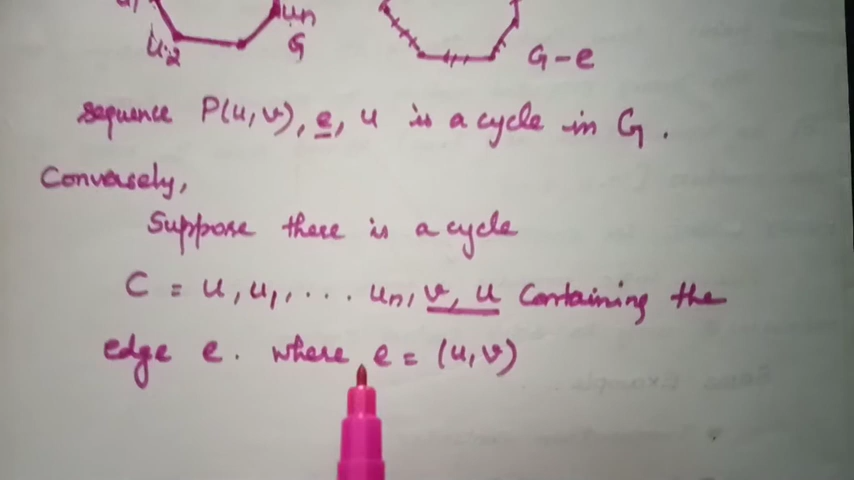 u2 un
G G-e
sequence P(u,v), e, u is a cycle in G.
Conversely,
Suppose there is a cycle
C = u, u1, .... un, v, u containing the
edge e. where e = (u,v)